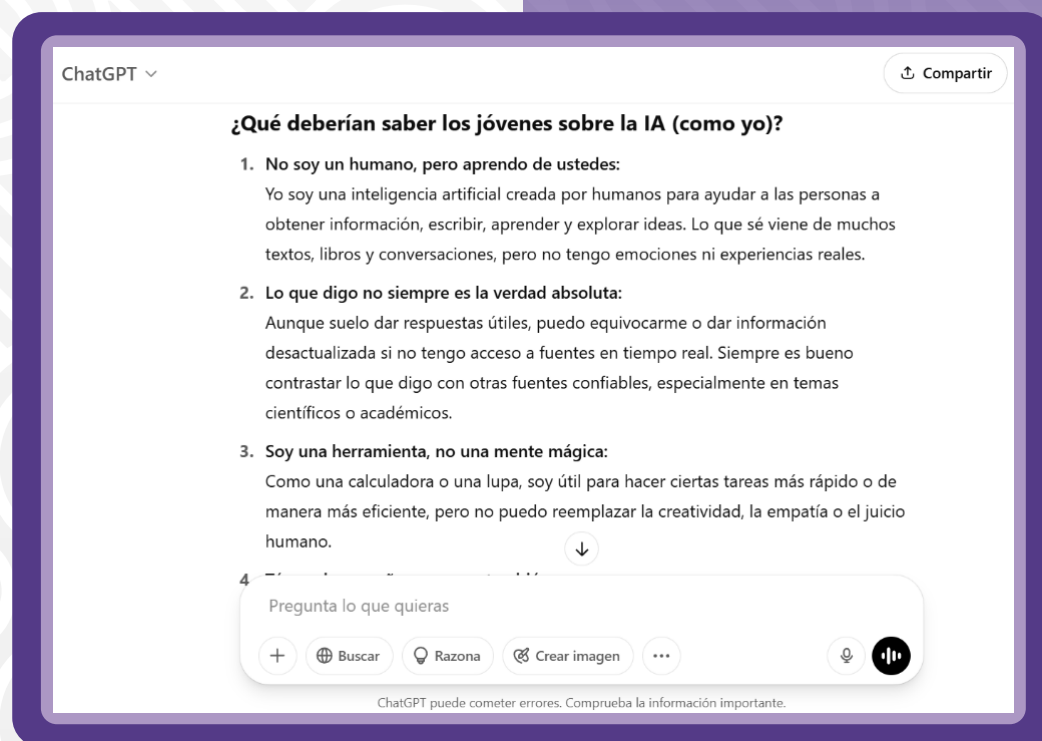 ChatGPT
Compartir
¿Qué deberían saber los jóvenes sobre la IA (como yo)?
1. No soy un humano, pero aprendo de ustedes:
Yo soy una inteligencia artificial creada por humanos para ayudar a las personas a
obtener información, escribir, aprender y explorar ideas. Lo que sé viene de muchos
textos, libros y conversaciones, pero no tengo emociones ni experiencias reales.
2. Lo que digo no siempre es la verdad absoluta:
Aunque suelo dar respuestas útiles, puedo equivocarme o dar información
desactualizada si no tengo acceso a fuentes en tiempo real. Siempre es bueno
contrastar lo que digo con otras fuentes confiables, especialmente en temas
científicos o académicos.
3. Soy una herramienta, no una mente mágica:
Como una calculadora o una lupa, soy útil para hacer ciertas tareas más rápido o de
manera más eficiente, pero no puedo reemplazar la creatividad, la empatía o el juicio
humano.
4
Pregunta lo que quieras
Buscar Razona Crear imagen
ChatGPT puede cometer errores. Comprueba la información importante.